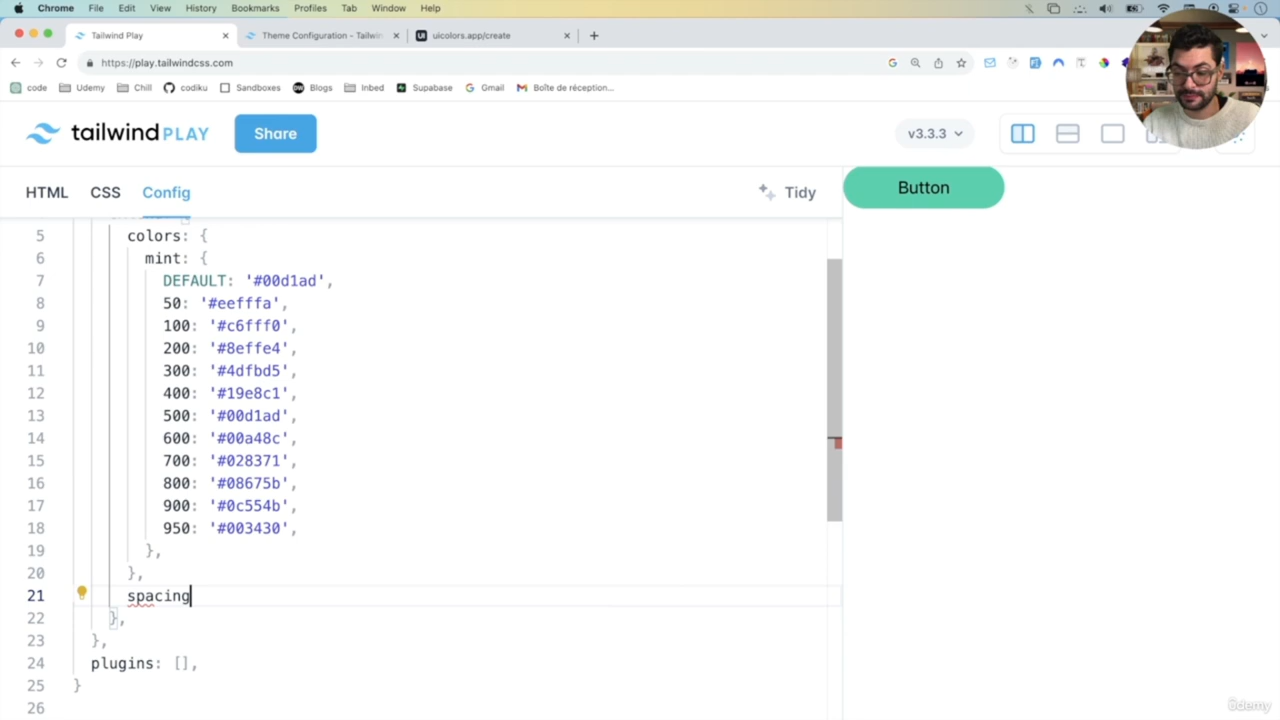 Chrome File Edit View History Bookmarks Profiles Tab Window Help
Tailwind Play
Theme Configuration - Tailwin
UI uicolors.app/create
https://play.tailwindcss.com
code Udemy Chill codiku Sandboxes Blogs Inbed Supabase Gmail Boîte de réception...
tailwind PLAY
Share
v3.3.3
HTML CSS Config
Tidy
Button
5 colors: {
6 mint: {
7 DEFAULT: '#00d1ad',
8 50: '#eefffa',
9 100: '#c6fff0',
10 200: '#8effe4',
11 300: '#4dfbd5',
12 400: '#19e8c1',
13 500: '#00d1ad',
14 600: '#00a48c',
15 700: '#028371',
16 800: '#08675b',
17 900: '#0c554b',
18 950: '#003430',
19 },
20 },
21 spacing
22 },
23 },
24 plugins: [],
25 }
26
ûdemy